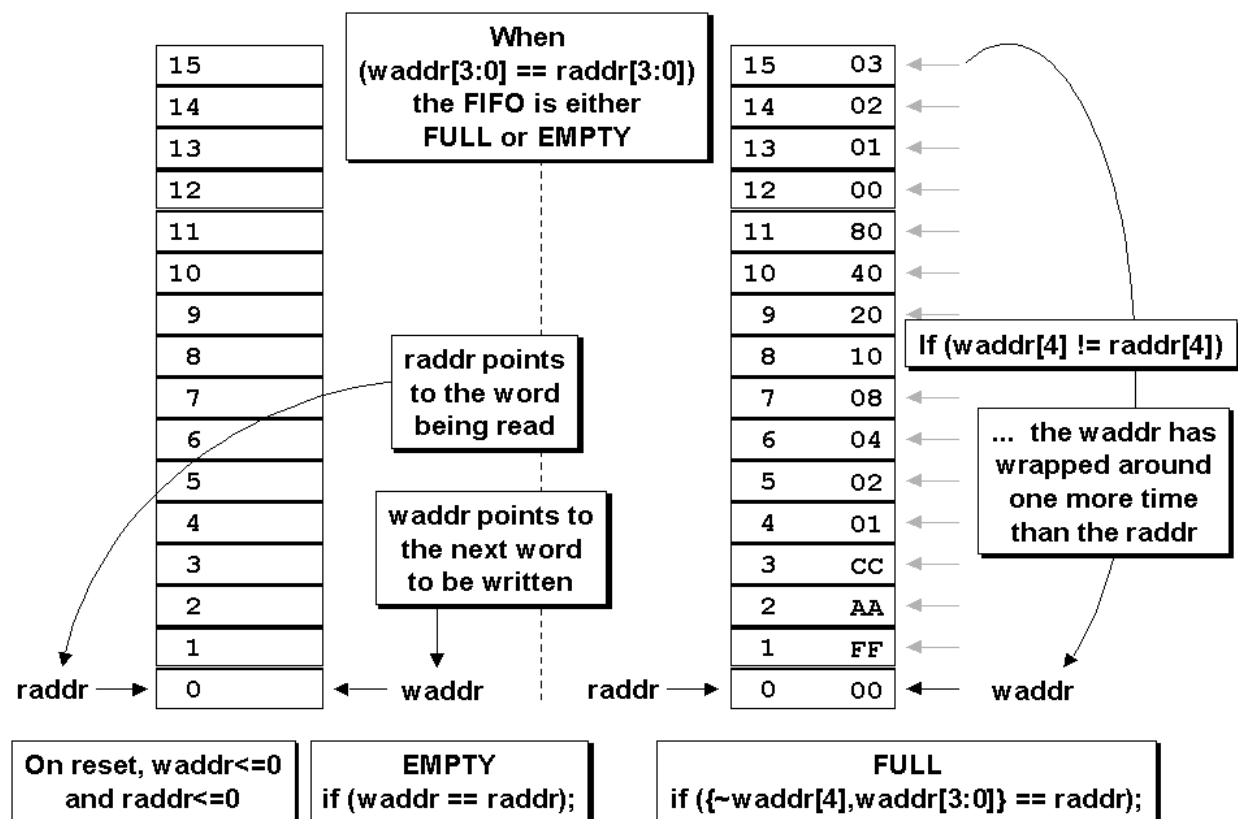 When
(waddr[3:0] == raddr[3:0])
the FIFO is either
FULL or EMPTY
15
14
13
12
11
10
9
8
7
6
5
4
3
2
1
0
raddr points
to the word
being read
waddr points to
the next word
to be written
raddr
waddr
15 03
14 02
13 01
12 00
11 80
10 40
9 20
8 10
7 08
6 04
5 02
4 01
3 CC
2 AA
1 FF
0 00
If (waddr[4] != raddr[4])
... the waddr has
wrapped around
one more time
than the raddr
raddr
waddr
On reset, waddr<=0
and raddr<=0
EMPTY
if (waddr == raddr);
FULL
if ({~waddr[4],waddr[3:0]} == raddr);